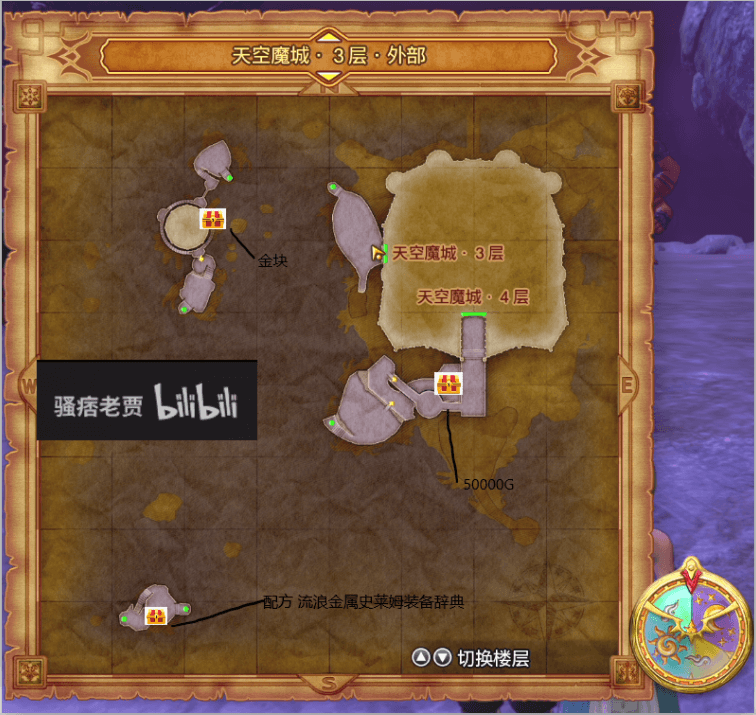 天空魔城·3层·外部
N
金块
天空魔城·3层
天空魔城·4层
W
E
骚痞老贾 bilibili
50000G
配方 流浪金属史莱姆装备辞典
切换楼层
S